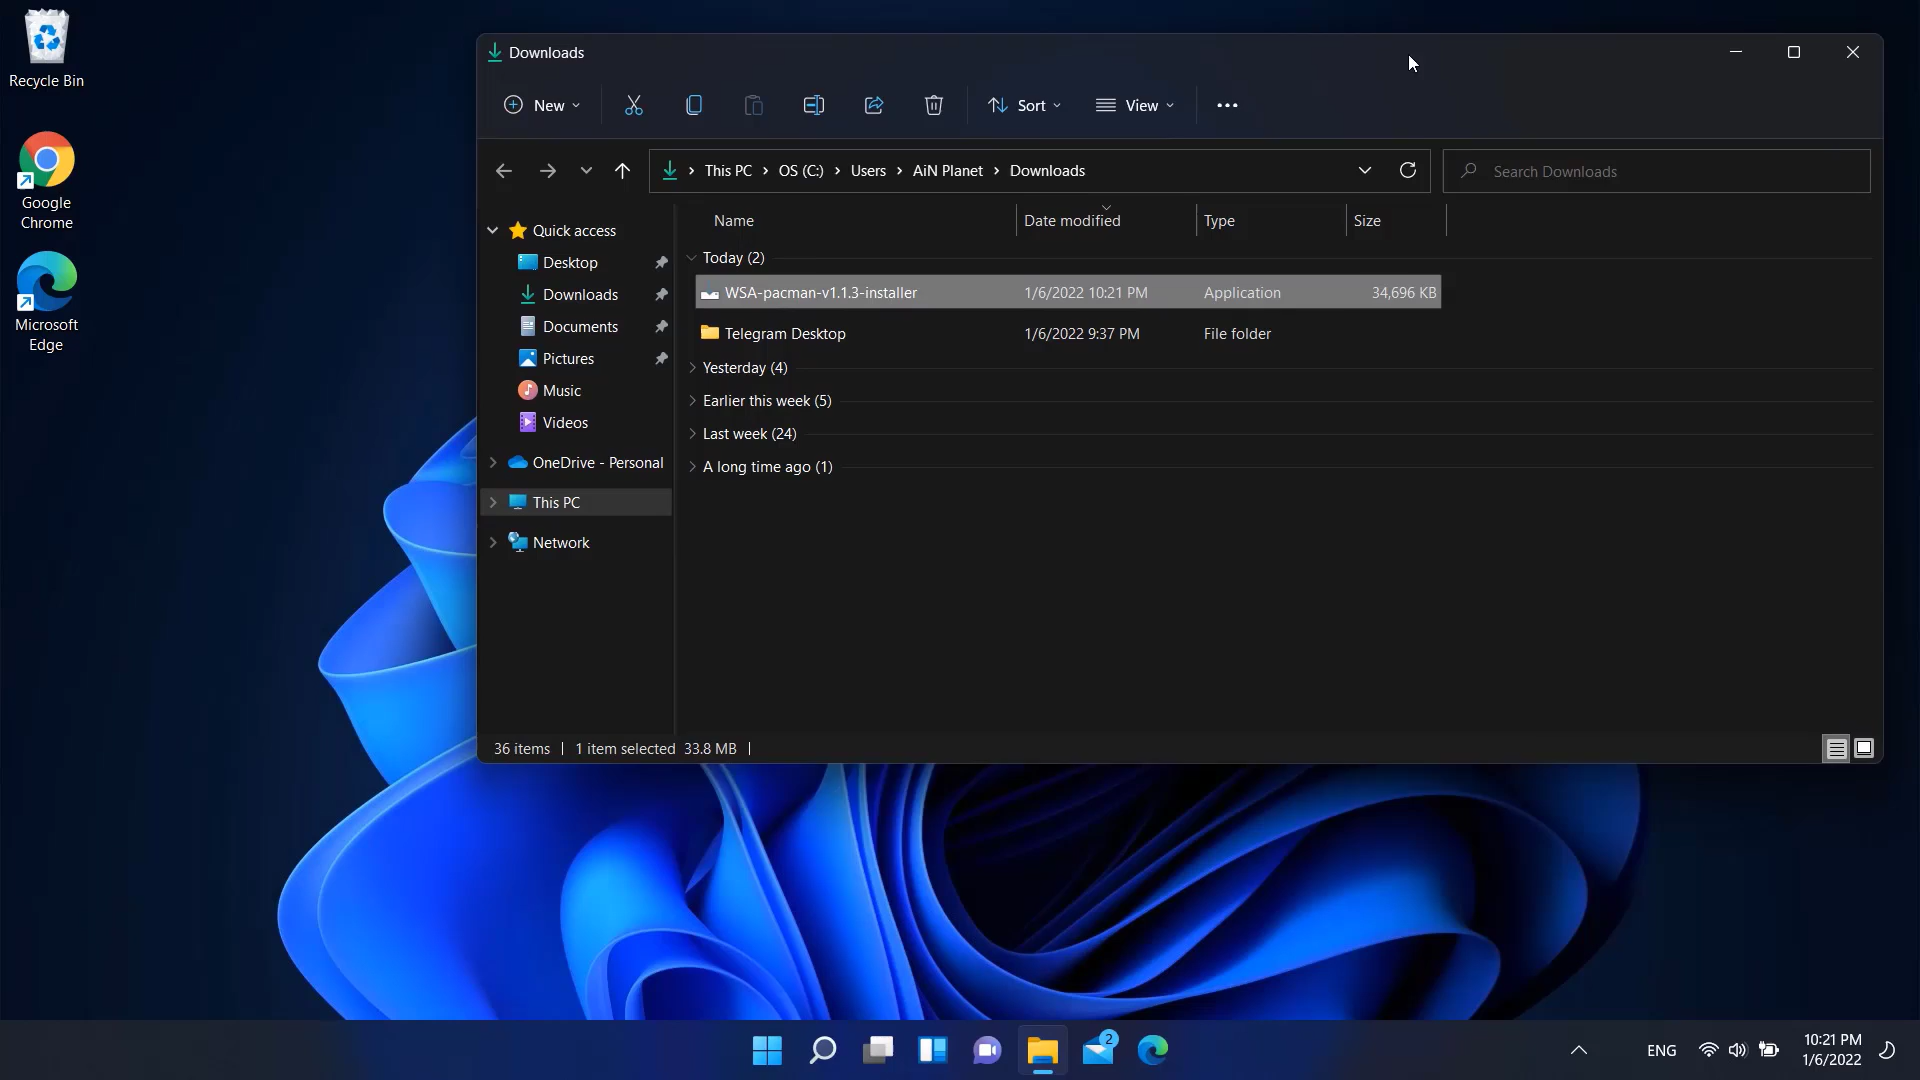 Recycle Bin
Google
Chrome
Microsoft
Edge
Downloads
New
Sort
View
This PC
OS (C:)
Users
AiN Planet
Downloads
Search Downloads
Quick access
Desktop
Downloads
Documents
Pictures
Music
Videos
OneDrive - Personal
This PC
Network
Name Date modified Type Size
Today (2)
WSA-pacman-v1.1.3-installer 1/6/2022 10:21 PM Application 34,696 KB
Telegram Desktop 1/6/2022 9:37 PM File folder
Yesterday (4)
Earlier this week (5)
Last week (24)
A long time ago (1)
36 items 1 item selected 33.8 MB
2
ENG
10:21 PM
1/6/2022